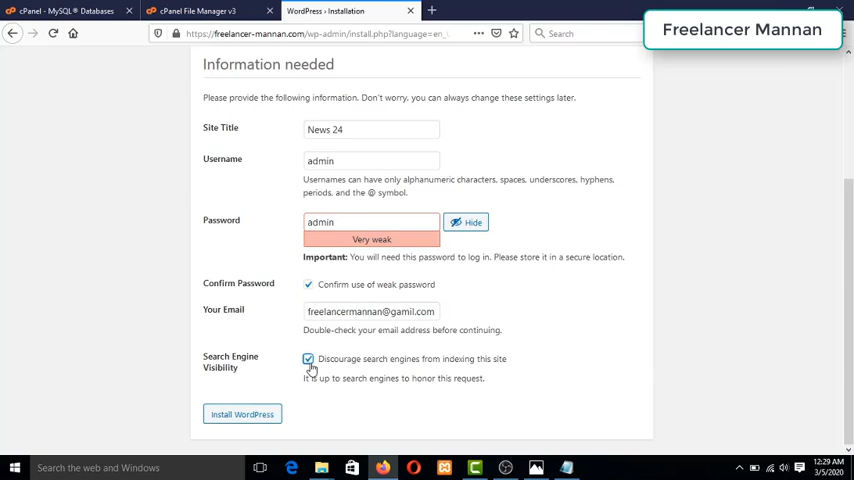 cPanel - MySQL® Databases
cPanel File Manager v3
WordPress › Installation
Freelancer Mannan
https://freelancer-mannan.com/wp-admin/install.php?language=en_
Search
Information needed
Please provide the following information. Don't worry, you can always change these settings later.
Site Title
News 24
Username
admin
Usernames can have only alphanumeric characters, spaces, underscores, hyphens,
periods, and the @ symbol.
Password
admin
Hide
Very weak
Important: You will need this password to log in. Please store it in a secure location.
Confirm Password
Confirm use of weak password
Your Email
freelancermannan@gamil.com
Double-check your email address before continuing.
Search Engine
Visibility
Discourage search engines from indexing this site
It is up to search engines to honor this request.
Install WordPress
Search the web and Windows
12:29 AM
3/5/2020